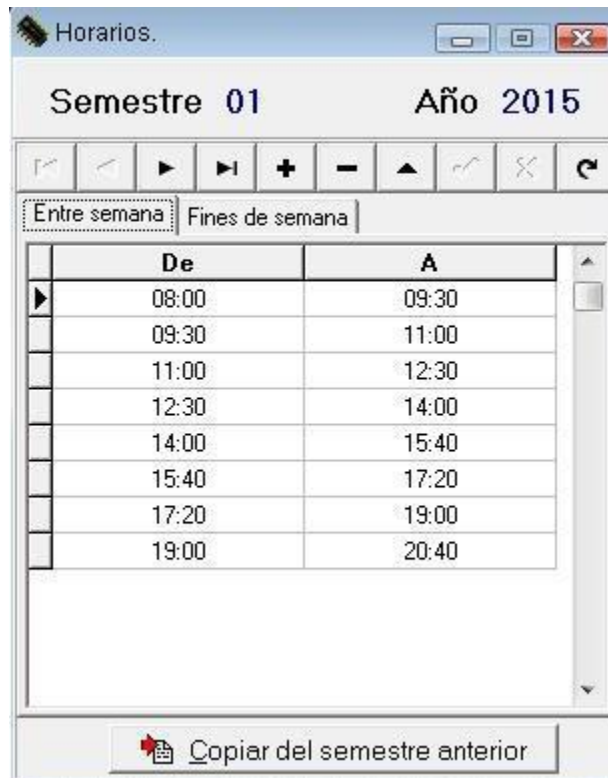 Horarios.
Semestre 01 Año 2015
Entre semana Fines de semana
De A
08:00 09:30
09:30 11:00
11:00 12:30
12:30 14:00
14:00 15:40
15:40 17:20
17:20 19:00
19:00 20:40
Copiar del semestre anterior